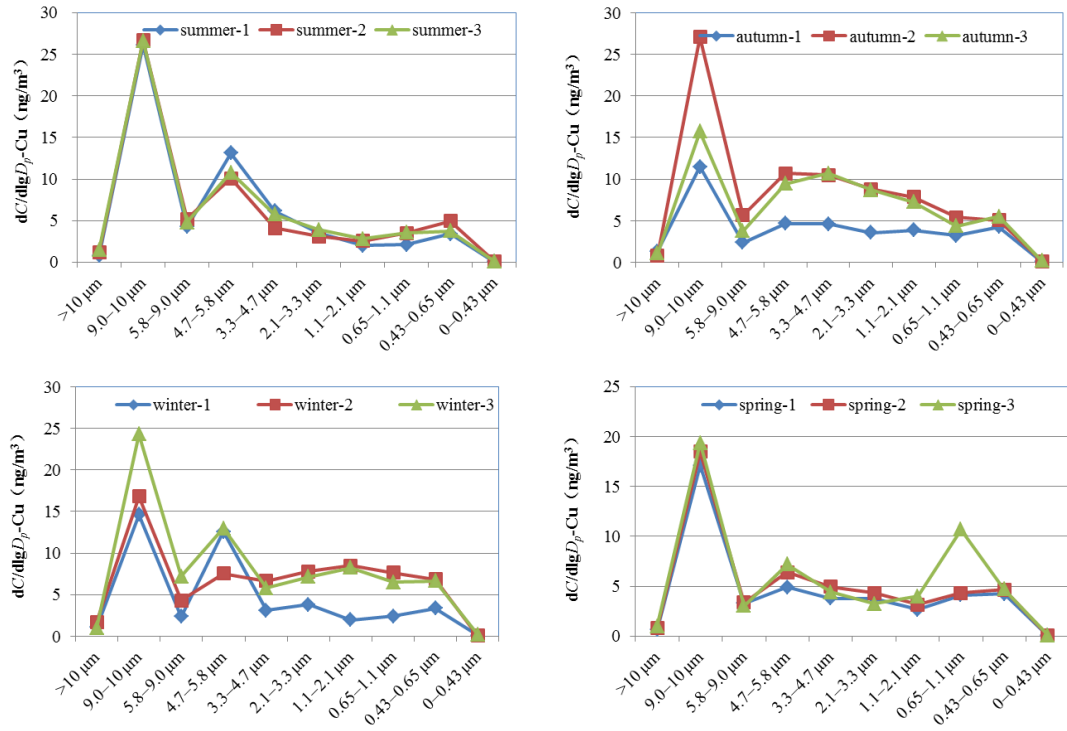 30
25
20
15
10
5
0
dC/dlgDp-Cu（ng/m³）
summer-1 summer-2 summer-3
>10 μm
9.0–10 μm
5.8–9.0 μm
4.7–5.8 μm
3.3–4.7 μm
2.1–3.3 μm
1.1–2.1 μm
0.65–1.1 μm
0.43–0.65 μm
0–0.43 μm
30
25
20
15
10
5
0
dC/dlgDp-Cu（ng/m³）
autumn-1 autumn-2 autumn-3
>10 μm
9.0–10 μm
5.8–9.0 μm
4.7–5.8 μm
3.3–4.7 μm
2.1–3.3 μm
1.1–2.1 μm
0.65–1.1 μm
0.43–0.65 μm
0–0.43 μm
30
25
20
15
10
5
0
dC/dlgDp-Cu（ng/m³）
winter-1 winter-2 winter-3
>10 μm
9.0–10 μm
5.8–9.0 μm
4.7–5.8 μm
3.3–4.7 μm
2.1–3.3 μm
1.1–2.1 μm
0.65–1.1 μm
0.43–0.65 μm
0–0.43 μm
25
20
15
10
5
0
dC/dlgDp-Cu（ng/m³）
spring-1 spring-2 spring-3
>10 μm
9.0–10 μm
5.8–9.0 μm
4.7–5.8 μm
3.3–4.7 μm
2.1–3.3 μm
1.1–2.1 μm
0.65–1.1 μm
0.43–0.65 μm
0–0.43 μm